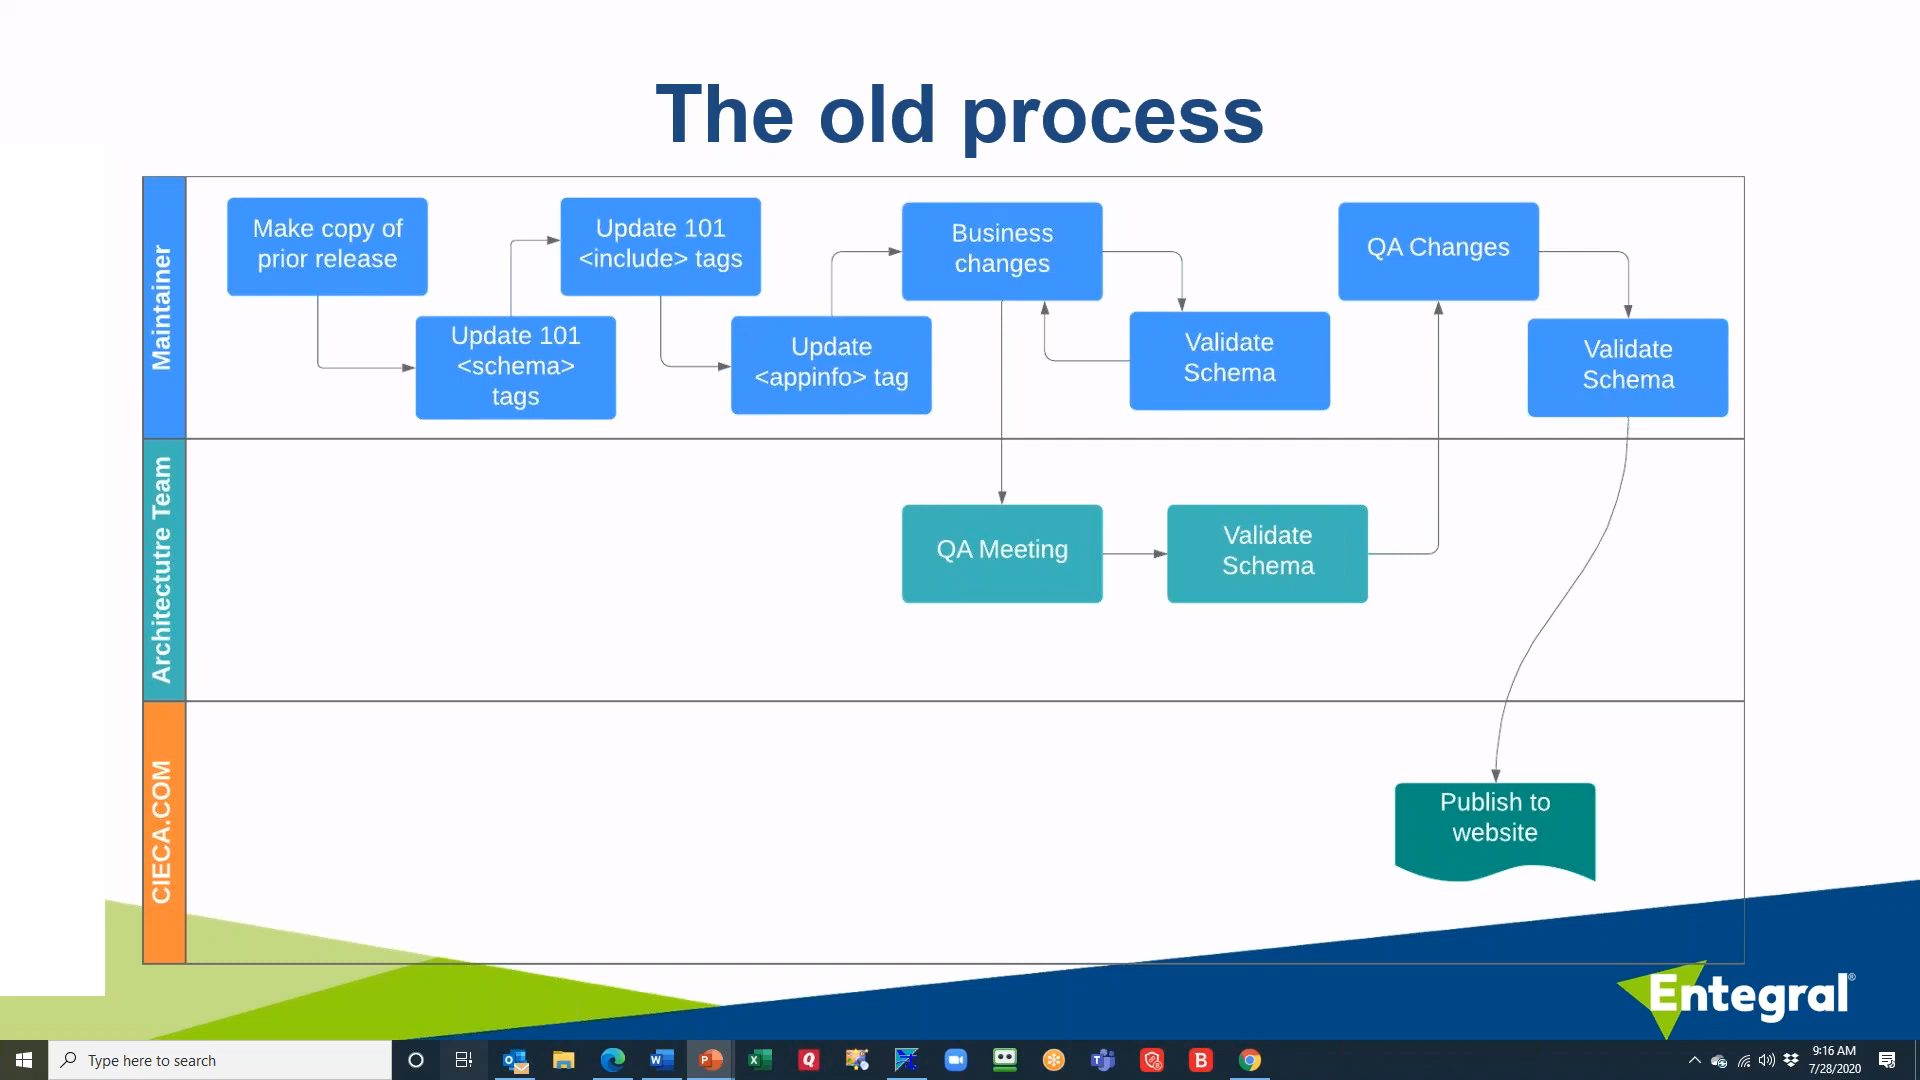 The old process
Maintainer
Make copy of
prior release
Update 101
<schema>
tags
Update 101
<include> tags
Update
<appinfo> tag
Business
changes
Validate
Schema
QA Changes
Validate
Schema
Architecture Team
QA Meeting
Validate
Schema
CIECA.COM
Publish to
website
Entegral®
Type here to search
9:16 AM
7/28/2020